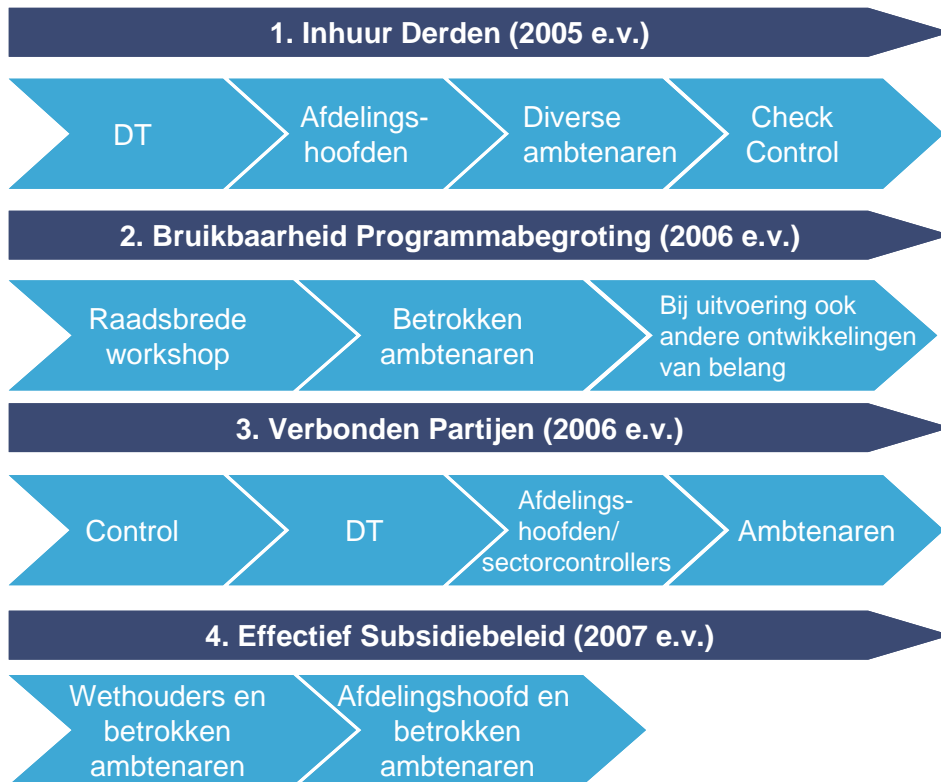 1. Inhuur Derden (2005 e.v.)
DT
Afdelings-
hoofden
Diverse
ambtenaren
Check
Control
2. Bruikbaarheid Programmabegroting (2006 e.v.)
Raadsbrede
workshop
Betrokken
ambtenaren
Bij uitvoering ook
andere ontwikkelingen
van belang
3. Verbonden Partijen (2006 e.v.)
Control
DT
Afdelings-
hoofden/
sectorcontrollers
Ambtenaren
4. Effectief Subsidiebeleid (2007 e.v.)
Wethouders en
betrokken
ambtenaren
Afdelingshoofd en
betrokken
ambtenaren